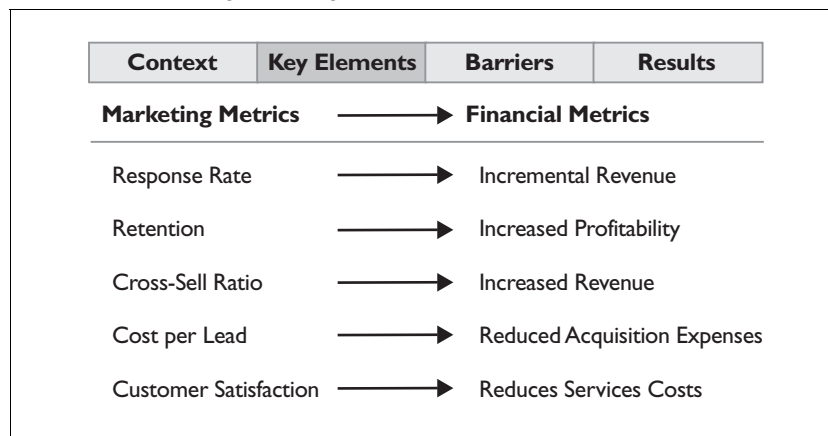 Context Key Elements Barriers Results
Marketing Metrics Financial Metrics
Response Rate Incremental Revenue
Retention Increased Profitability
Cross-Sell Ratio Increased Revenue
Cost per Lead Reduced Acquisition Expenses
Customer Satisfaction Reduces Services Costs